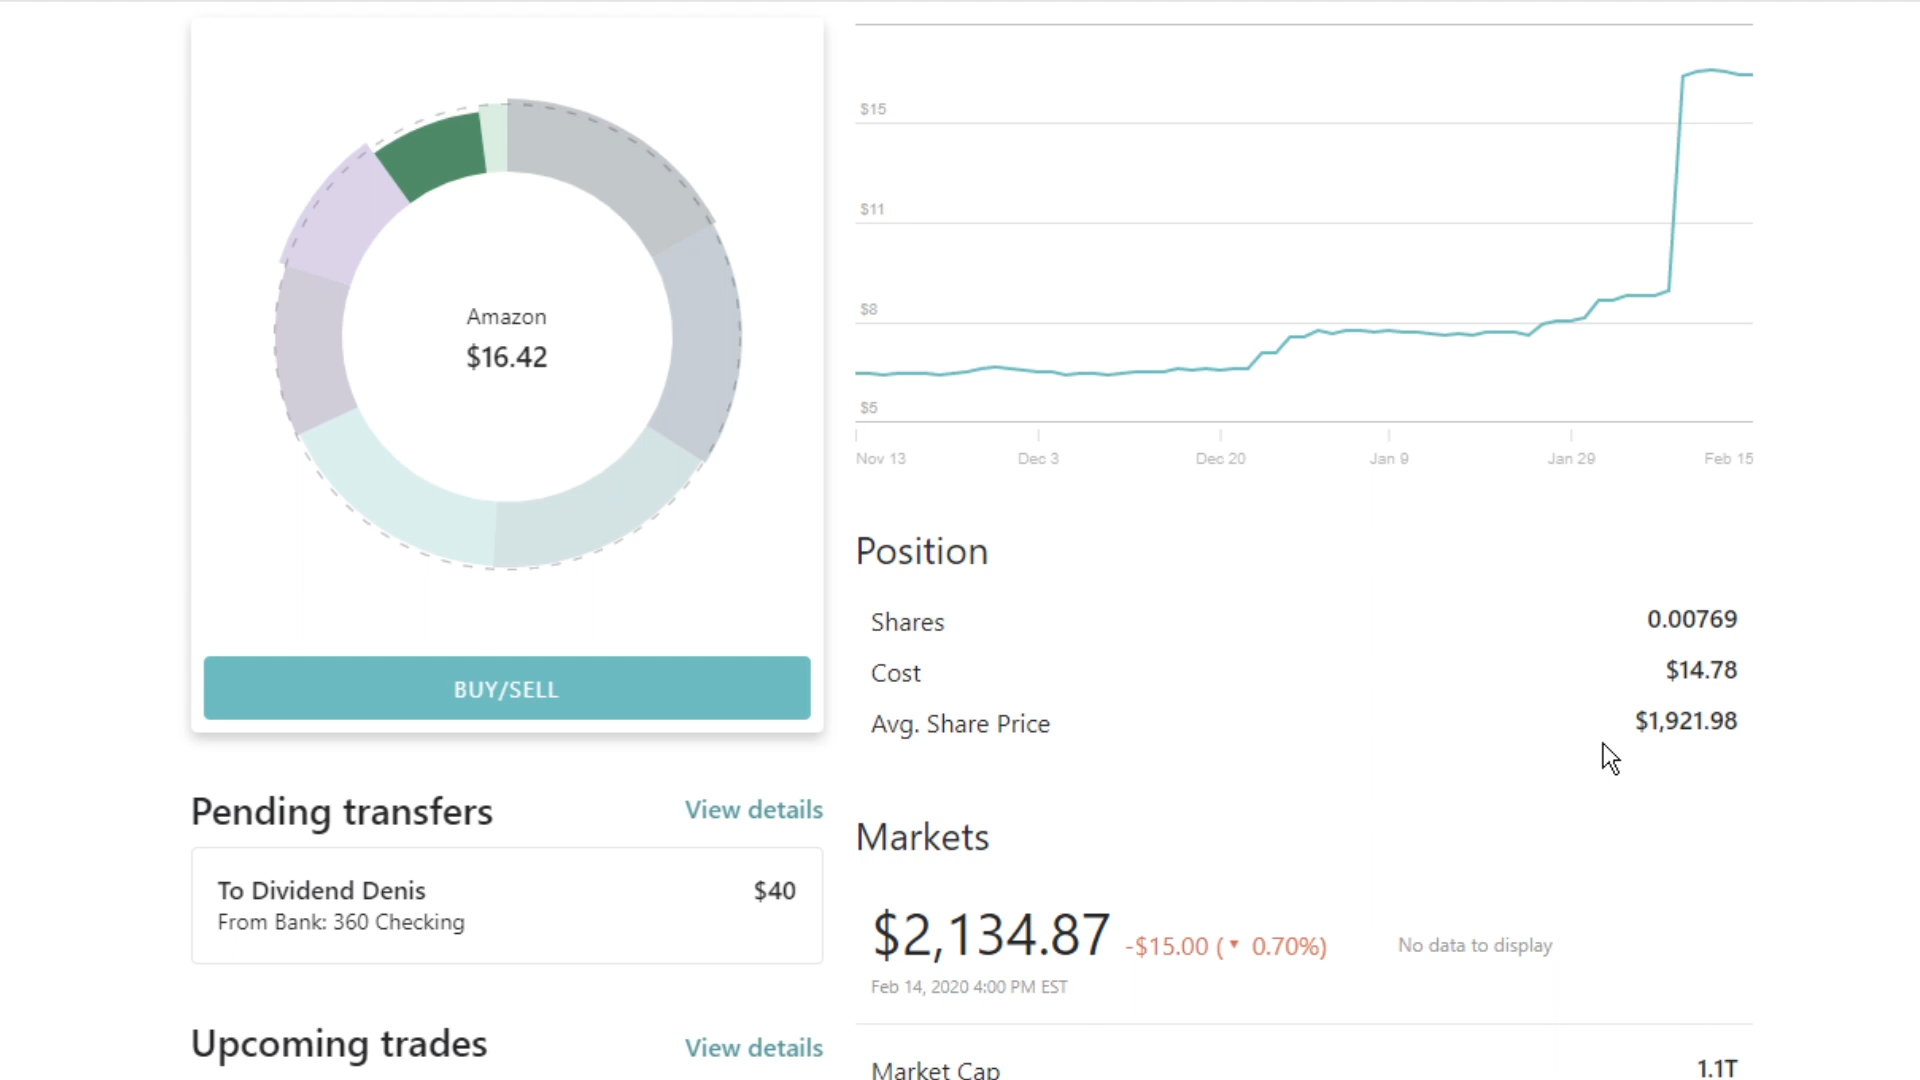 Amazon
$16.42
BUY/SELL
Pending transfers
View details
To Dividend Denis
$40
From Bank: 360 Checking
Upcoming trades
View details
$15
$11
$8
$5
Nov 13
Dec 3
Dec 20
Jan 9
Jan 29
Feb 15
Position
Shares
0.00769
Cost
$14.78
Avg. Share Price
$1,921.98
Markets
$2,134.87
-$15.00 (▼ 0.70%)
No data to display
Feb 14, 2020 4:00 PM EST
Market Cap
1.1T